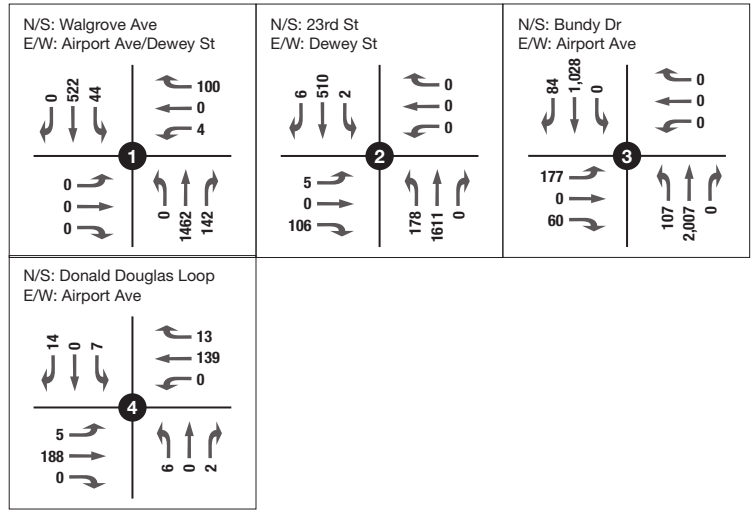 N/S: Walgrove Ave
E/W: Airport Ave/Dewey St
0 522 44
100
0
4
1
0
0
0
0 1462 142
N/S: 23rd St
E/W: Dewey St
6 510 2
0
0
0
2
5
0
106
178 1611 0
N/S: Bundy Dr
E/W: Airport Ave
84 1,028 0
0
0
0
3
177
0
60
107 2,007 0
N/S: Donald Douglas Loop
E/W: Airport Ave
14 0 7
13
139
0
4
5
188
0
6 0 2